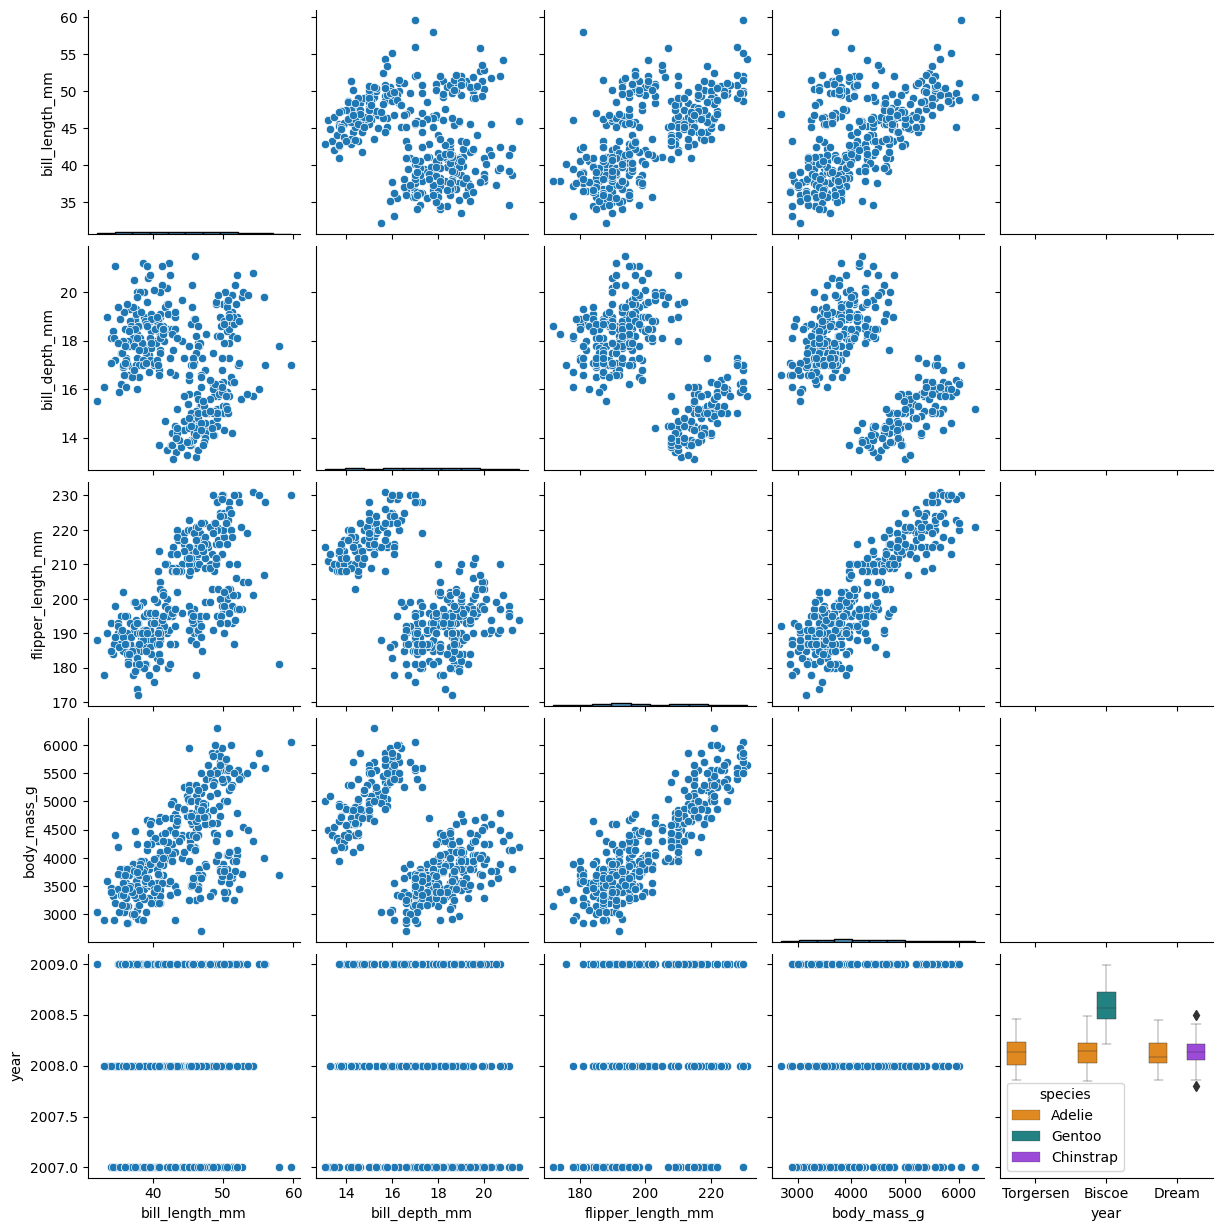 60
55
50
45
40
35
bill_length_mm
20
18
16
14
bill_depth_mm
230
220
210
200
190
180
170
flipper_length_mm
6000
5500
5000
4500
4000
3500
3000
body_mass_g
2009.0
2008.5
2008.0
2007.5
2007.0
year
species
Adelie
Gentoo
Chinstrap
40 50 60
bill_length_mm
14 16 18 20
bill_depth_mm
180 200 220
flipper_length_mm
3000 4000 5000 6000
body_mass_g
Torgersen Biscoe Dream
year